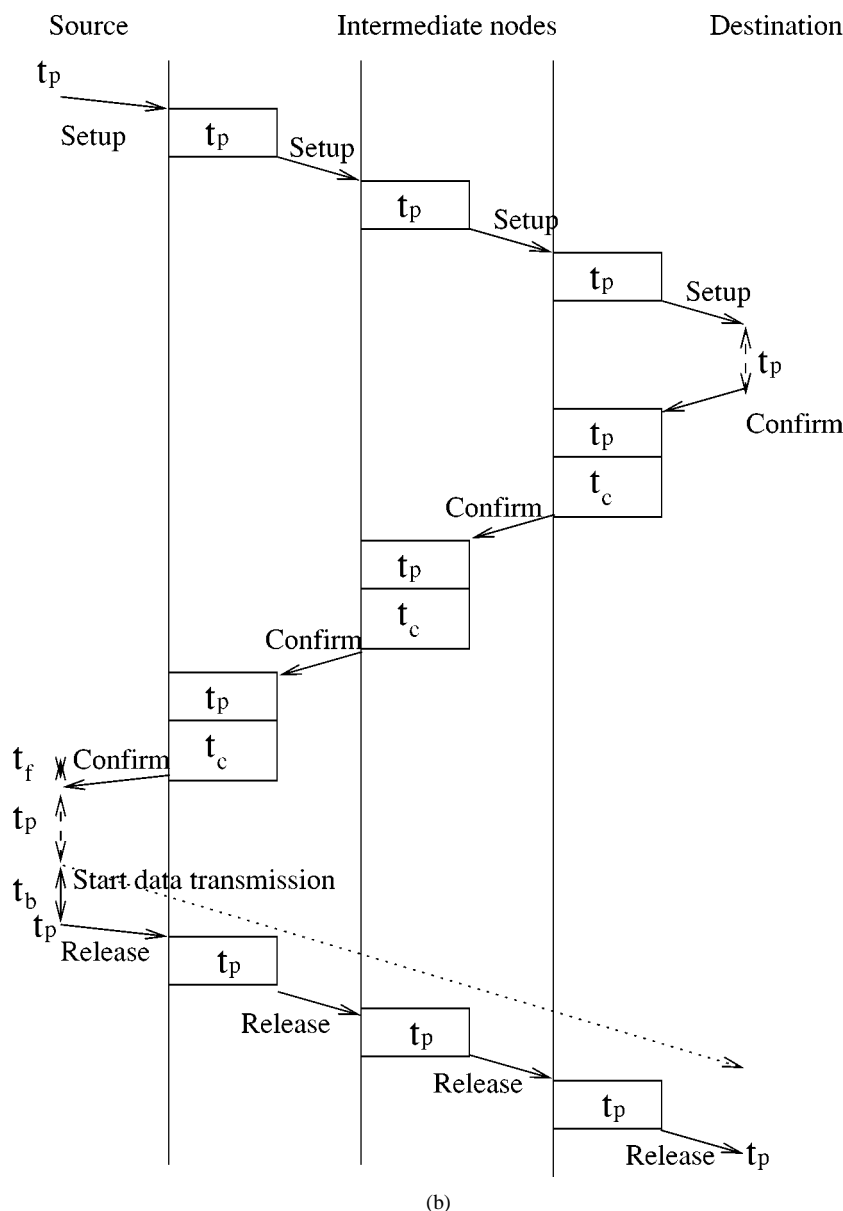 Source Intermediate nodes Destination
tp
Setup
tp
Setup
tp
Setup
tp
Setup
tp
Confirm
tp
tc
Confirm
tp
tc
Confirm
tp
tc
tf
Confirm
tp
Start data transmission
tb
tp
Release
tp
Release
tp
Release
tp
Release
tp
(b)